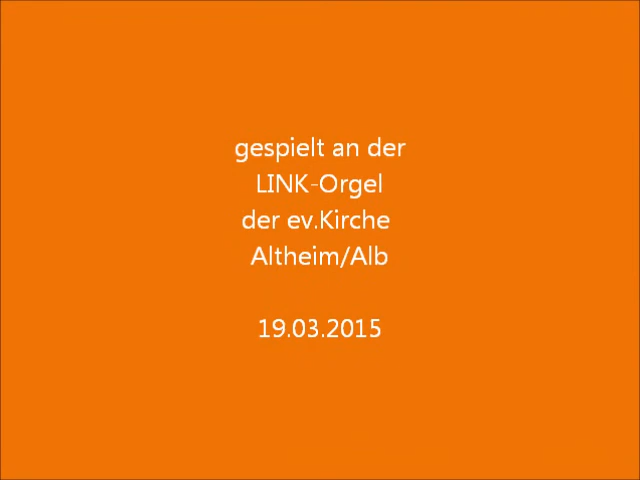 gespielt an der
LINK-Orgel
der ev.Kirche
Altheim/Alb
19.03.2015